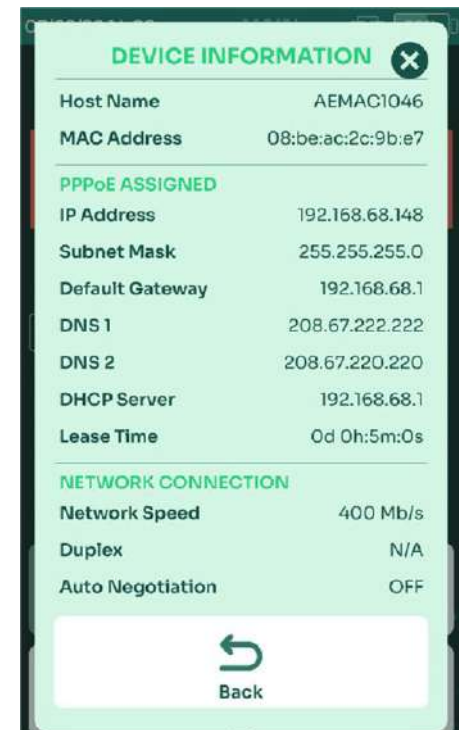 DEVICE INFORMATION
Host Name AEMAC1046
MAC Address 08:be:ac:2c:9b:e7
PPPoE ASSIGNED
IP Address 192.168.68.148
Subnet Mask 255.255.255.0
Default Gateway 192.168.68.1
DNS 1 208.67.222.222
DNS 2 208.67.220.220
DHCP Server 192.168.68.1
Lease Time 0d 0h:5m:0s
NETWORK CONNECTION
Network Speed 400 Mb/s
Duplex N/A
Auto Negotiation OFF
Back